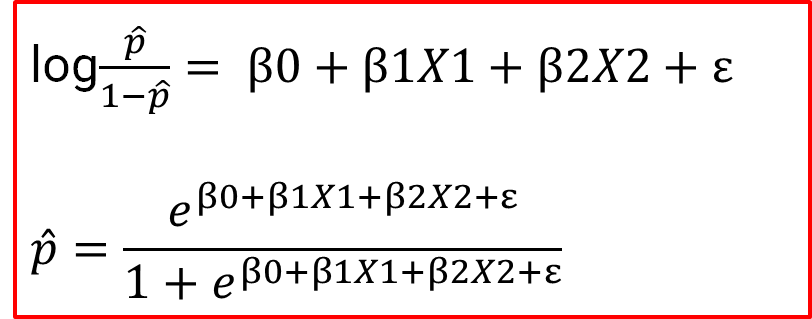 log p̂/1−p̂ = β0 + β1X1 + β2X2 + ε
p̂ = e^β0+β1X1+β2X2+ε / 1 + e^β0+β1X1+β2X2+ε